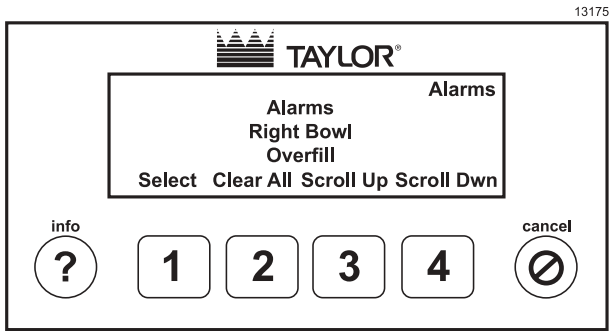 13175
TAYLOR®
Alarms
Alarms
Right Bowl
Overfill
Select Clear All Scroll Up Scroll Dwn
info cancel
? 1 2 3 4